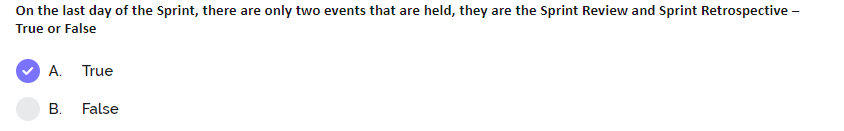 On the last day of the Sprint, there are only two events that are held, they are the Sprint Review and Sprint Retrospective –
True or False
A. True
B. False